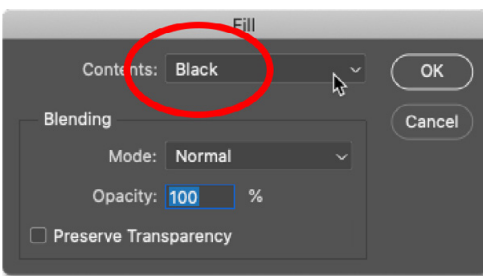 Fill
Contents: Black
OK
Cancel
Blending
Mode: Normal
Opacity: 100 %
Preserve Transparency